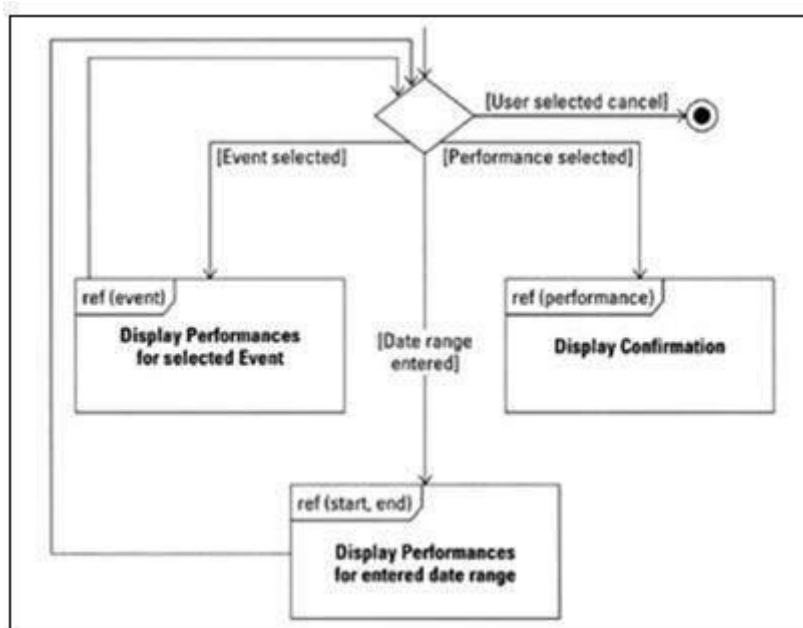 [User selected cancel]
[Event selected]
[Performance selected]
ref (event)
Display Performances
for selected Event
ref (performance)
Display Confirmation
[Date range
entered]
ref (start, end)
Display Performances
for entered date range